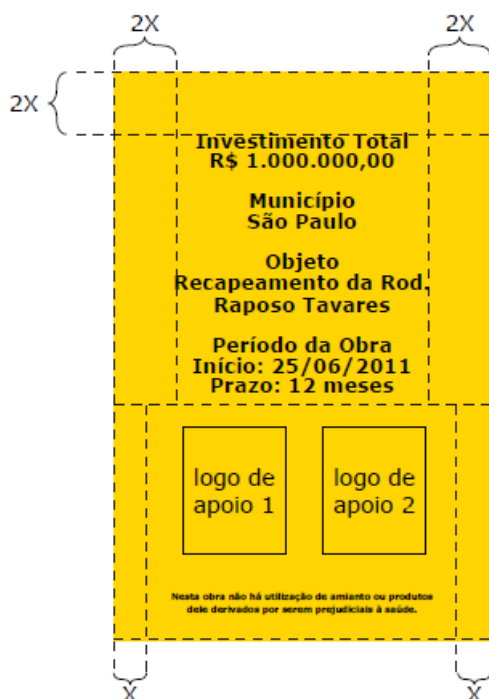 2X 2X
2X
Investimento Total
R$ 1.000.000,00
Município
São Paulo
Objeto
Recapeamento da Rod.
Raposo Tavares
Período da Obra
Início: 25/06/2011
Prazo: 12 meses
logo de apoio 1
logo de apoio 2
Nesta obra não há utilização de amianto ou produtos
dele derivados por serem prejudiciais à saúde.
X X